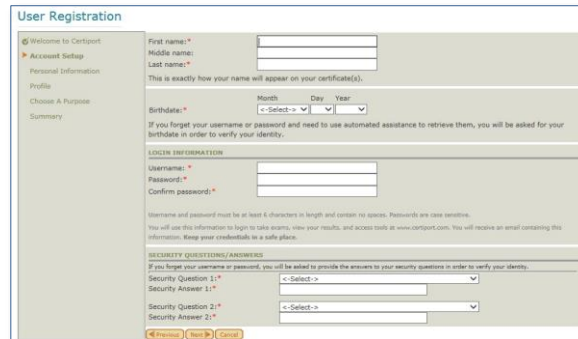 User Registration
Welcome to Certiport
Account Setup
Personal Information
Profile
Choose A Purpose
Summary
First name:*
Middle name:
Last name:*
This is exactly how your name will appear on your certificate(s).
Month Day Year
Birthdate:* <-Select->
If you forget your username or password and need to use automated assistance to retrieve them, you will be asked for your
birthdate in order to verify your identity.
LOGIN INFORMATION
Username: *
Password:*
Confirm password:*
Username and password must be at least 6 characters in length and contain no spaces. Passwords are case sensitive.
You will use this information to login to take exams, view your results, and access tools at www.certiport.com. You will receive an email containing this
information. Keep your credentials in a safe place.
SECURITY QUESTIONS/ANSWERS
If you forget your username or password, you will be asked to provide the answers to your security questions in order to verify your identity.
Security Question 1:* <-Select->
Security Answer 1:*
Security Question 2:* <-Select->
Security Answer 2:*
Previous Next Cancel